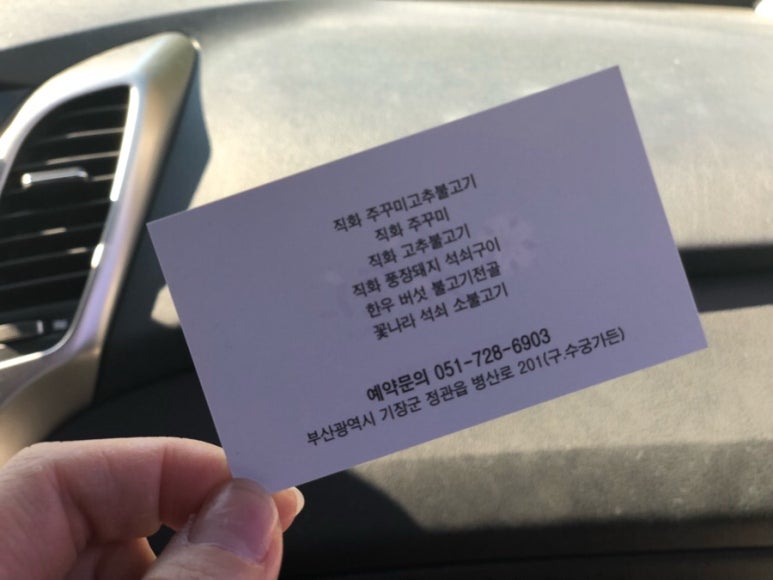 직화 주꾸미고추불고기
직화 주꾸미
직화 고추불고기
직화 풍장돼지 석쇠구이
한우 버섯 불고기전골
꽃나라 석쇠 소불고기
예약문의 051-728-6903
부산광역시 기장군 정관읍 병산로 201(구.수궁가든)